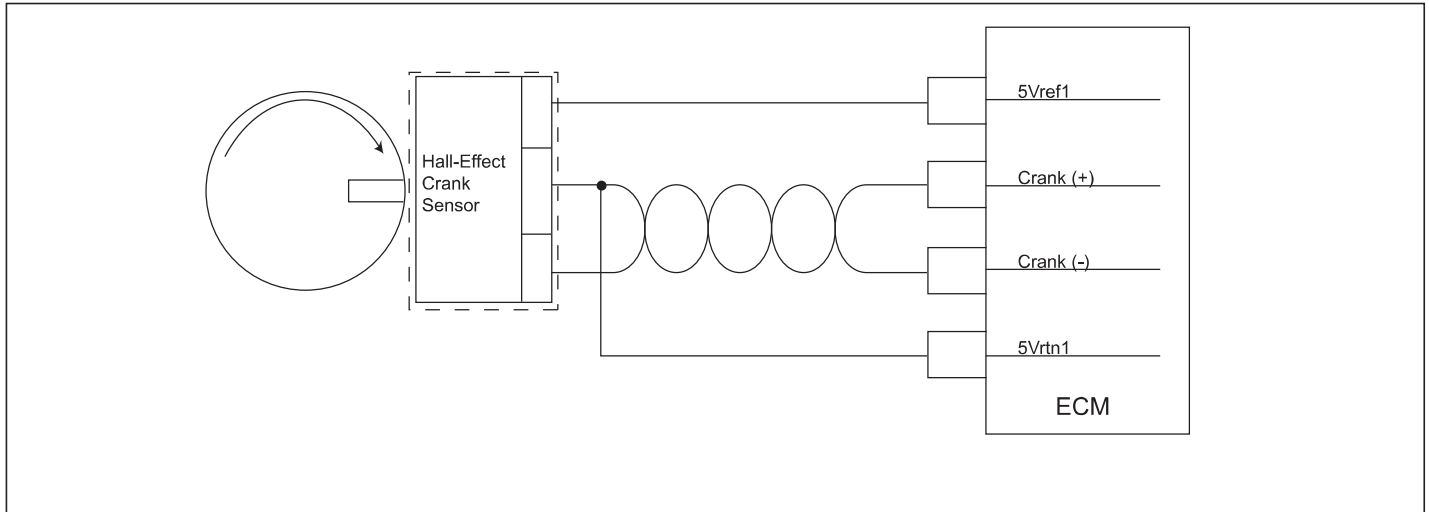 Hall-Effect
Crank
Sensor
5Vref1
Crank (+)
Crank (-)
5Vrtn1
ECM